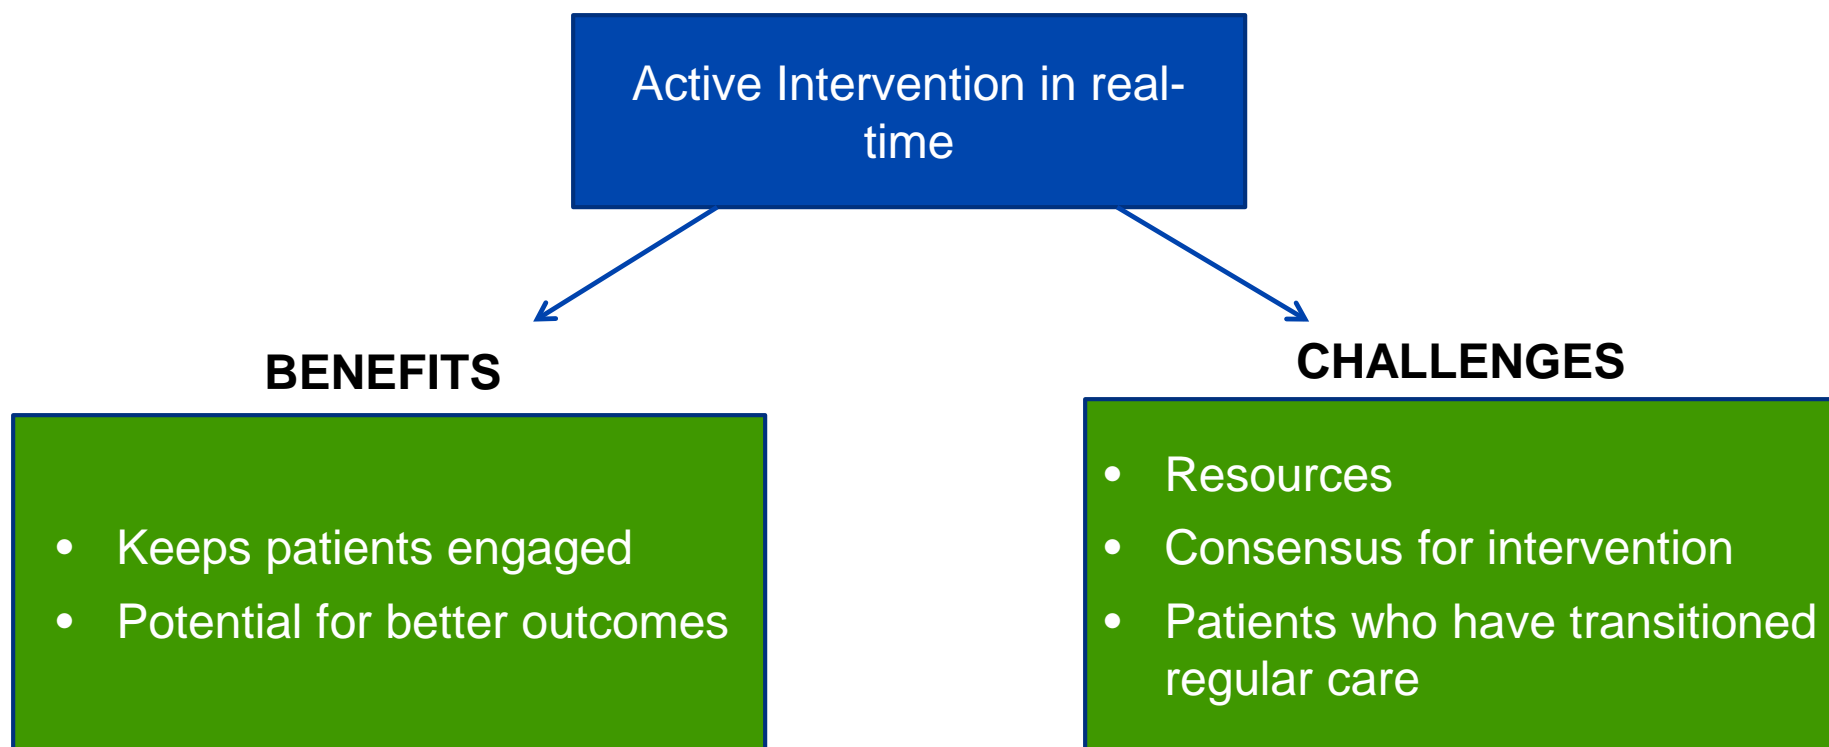 Active Intervention in real-
time
BENEFITS
• Keeps patients engaged
• Potential for better outcomes
CHALLENGES
• Resources
• Consensus for intervention
• Patients who have transitioned
regular care